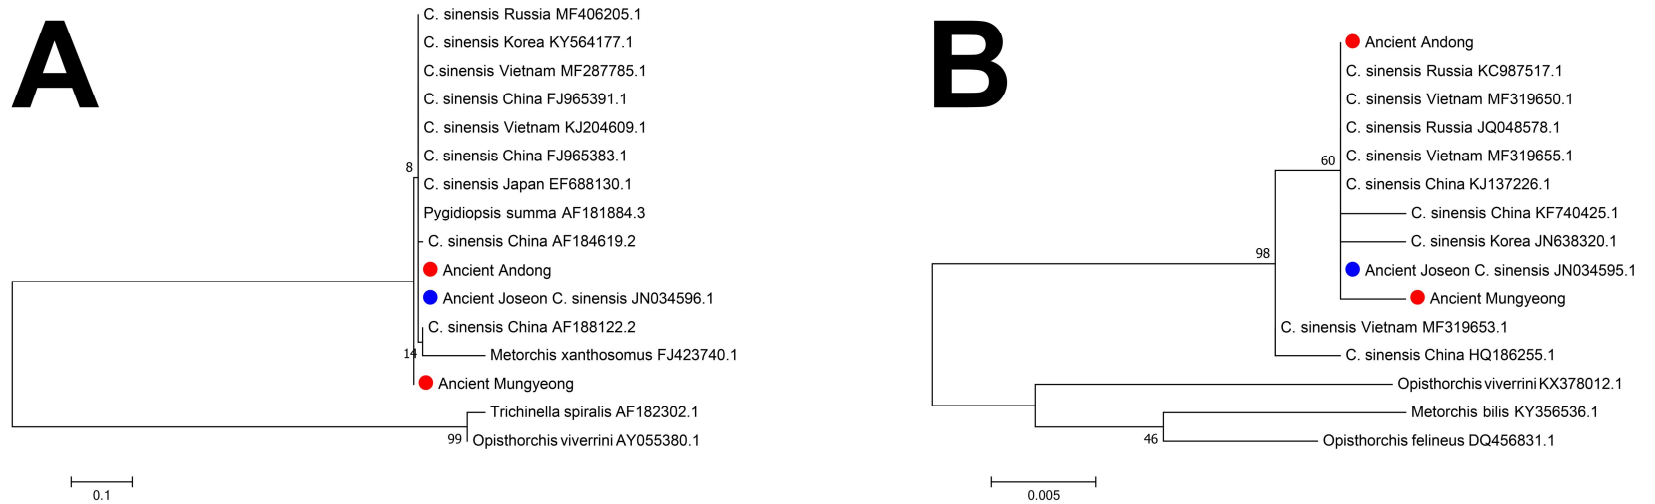 A
C. sinensis Russia MF406205.1
C. sinensis Korea KY564177.1
C.sinensis Vietnam MF287785.1
C. sinensis China FJ965391.1
C. sinensis Vietnam KJ204609.1
C. sinensis China FJ965383.1
8
C. sinensis Japan EF688130.1
Pygidiopsis summa AF181884.3
C. sinensis China AF184619.2
Ancient Andong
Ancient Joseon C. sinensis JN034596.1
C. sinensis China AF188122.2
14
Metorchis xanthosomus FJ423740.1
Ancient Mungyeong
Trichinella spiralis AF182302.1
99
Opisthorchis viverrini AY055380.1
0.1
B
Ancient Andong
C. sinensis Russia KC987517.1
C. sinensis Vietnam MF319650.1
C. sinensis Russia JQ048578.1
C. sinensis Vietnam MF319655.1
60
C. sinensis China KJ137226.1
C. sinensis China KF740425.1
C. sinensis Korea JN638320.1
98
Ancient Joseon C. sinensis JN034595.1
Ancient Mungyeong
C. sinensis Vietnam MF319653.1
C. sinensis China HQ186255.1
Opisthorchis viverrini KX378012.1
Metorchis bilis KY356536.1
46
Opisthorchis felineus DQ456831.1
0.005